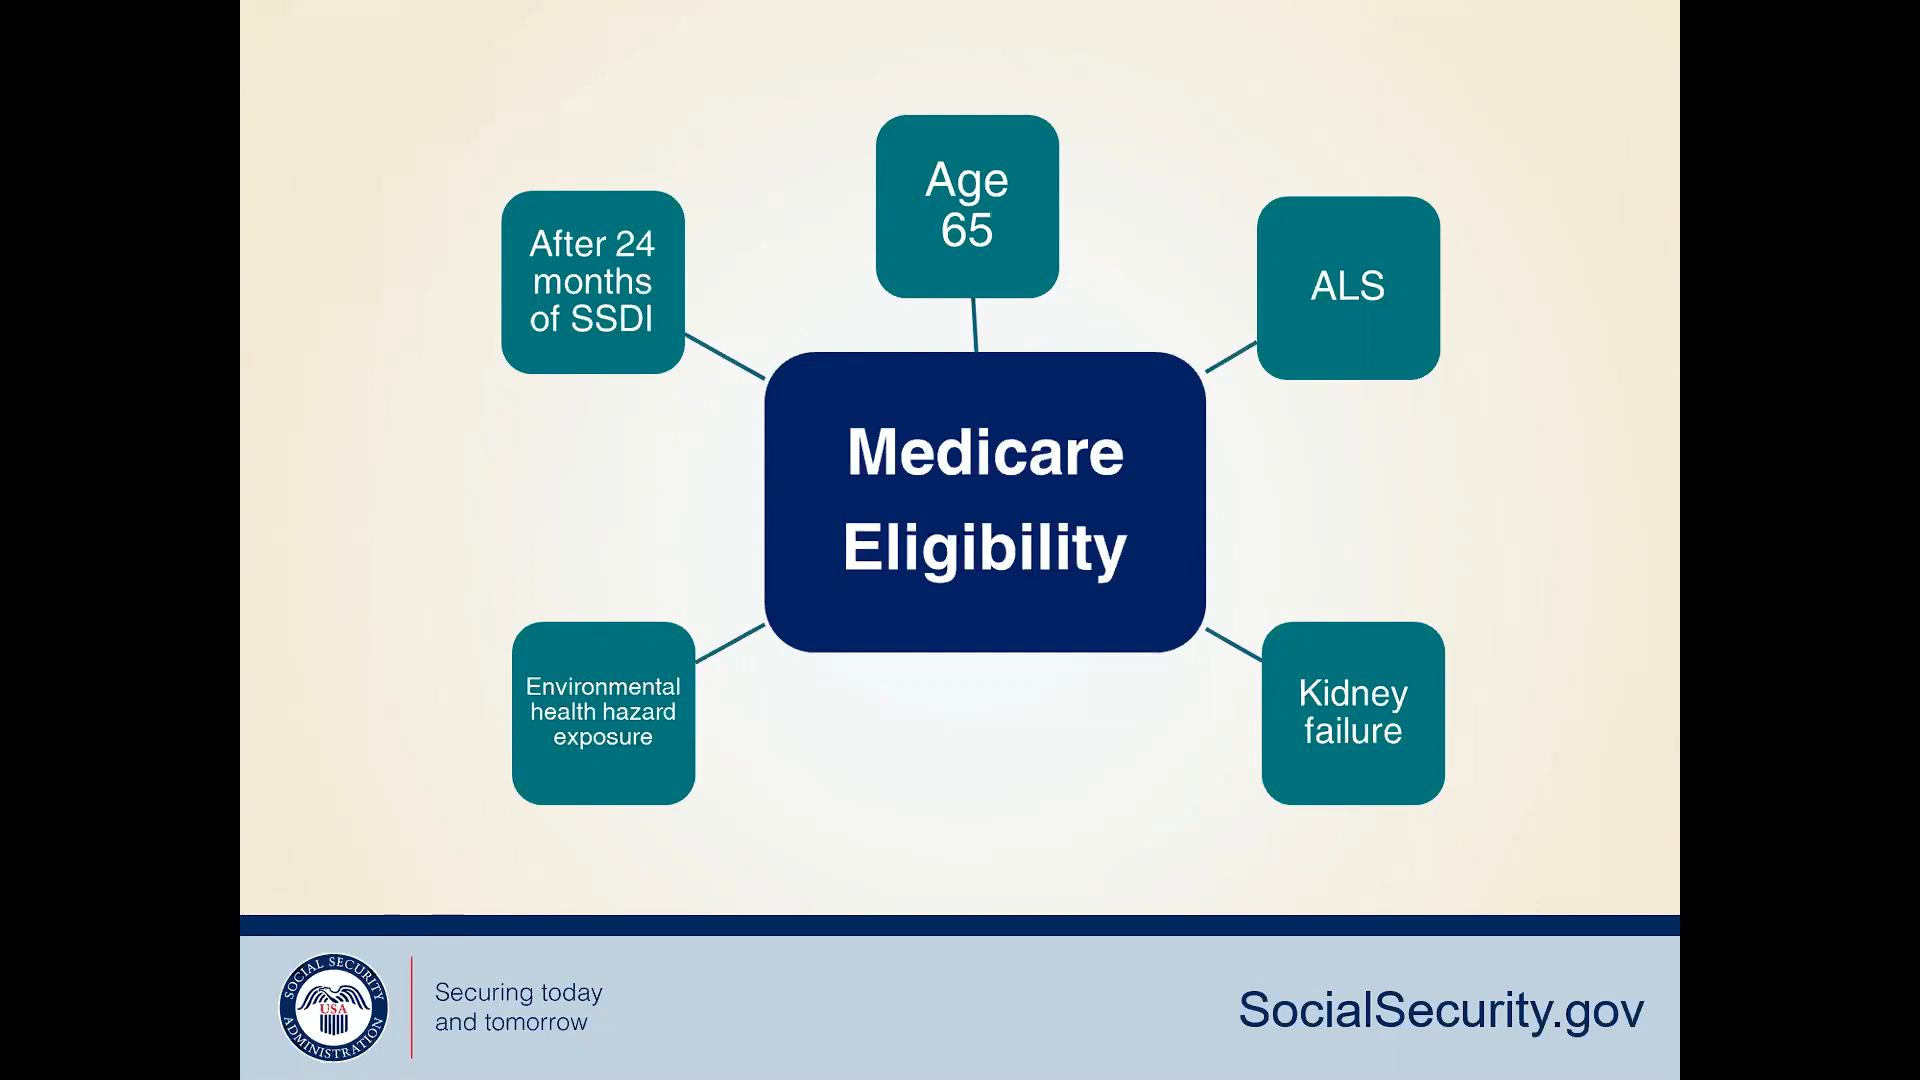 Age
65
After 24
months
of SSDI
ALS
Medicare
Eligibility
Environmental
health hazard
exposure
Kidney
failure
SOCIAL SECURITY
USA
ADMINISTRATION
Securing today
and tomorrow
SocialSecurity.gov